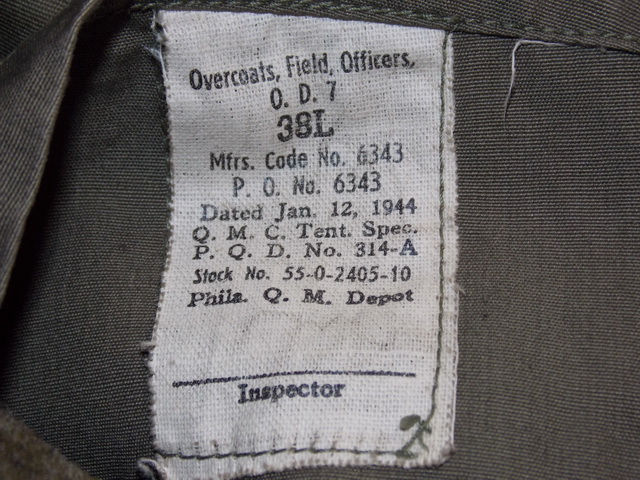 Overcoats, Field, Officers,
O. D. 7
38L
Mfrs. Code No. 6343
P. O. No. 6343
Dated Jan. 12, 1944
Q. M. C. Tent. Spec.
P. Q. D. No. 314-A
Stock No. 55-O-2405-10
Phila. Q. M. Depot
Inspector